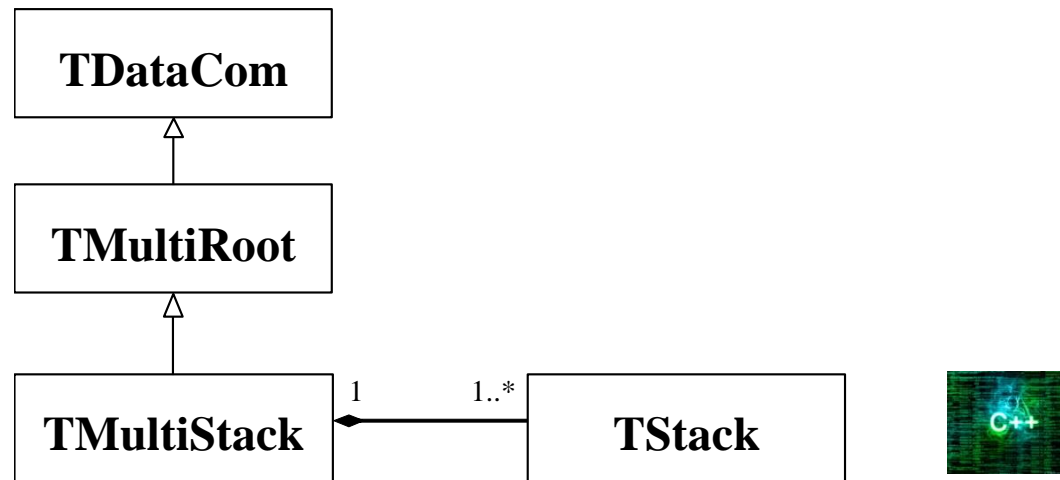 TDataCom
TMultiRoot
TMultiStack
1
1..*
TStack
C++